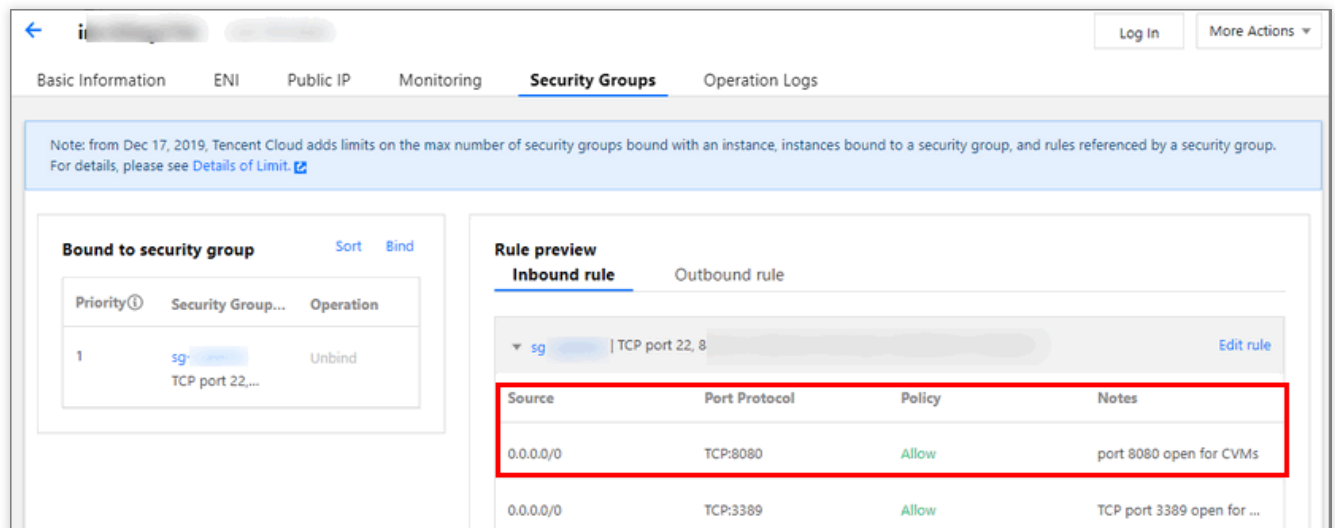 Log In
More Actions
Basic Information ENI Public IP Monitoring Security Groups Operation Logs
Note: from Dec 17, 2019, Tencent Cloud adds limits on the max number of security groups bound with an instance, instances bound to a security group, and rules referenced by a security group.
For details, please see Details of Limit.
Bound to security group Sort Bind
Priority Security Group... Operation
1 sg- Unbind
TCP port 22,...
Rule preview
Inbound rule Outbound rule
sg | TCP port 22, 8 Edit rule
Source Port Protocol Policy Notes
0.0.0.0/0 TCP:8080 Allow port 8080 open for CVMs
0.0.0.0/0 TCP:3389 Allow TCP port 3389 open for ...